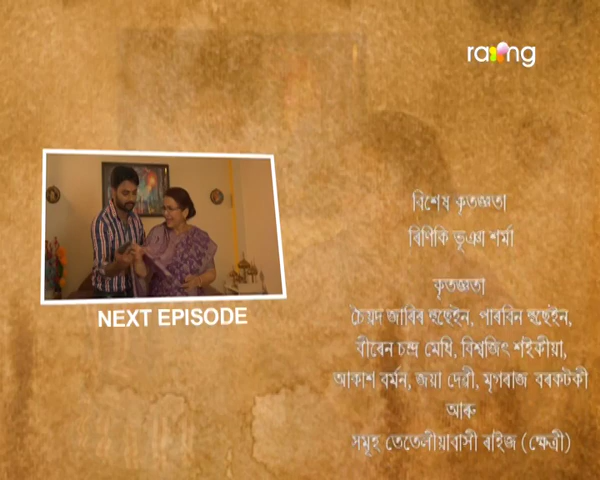 rang
NEXT EPISODE
বিশেষ কৃতজ্ঞতা
ৰিণিকি ভূঞা শৰ্মা
কৃতজ্ঞতা
চৈয়দ জাৰিৰ হুছেইন, পাৰবিন হুছেইন,
বীৰেন চন্দ্ৰ মেধি, বিশ্বজিৎ শইকীয়া,
আকাশ বৰ্মন, জয়া দেৱী, মৃগৰাজ বৰকটকী
আৰু
সমূহ তেতেলীয়াবাসী ৰাইজ (ক্ষেত্ৰী)